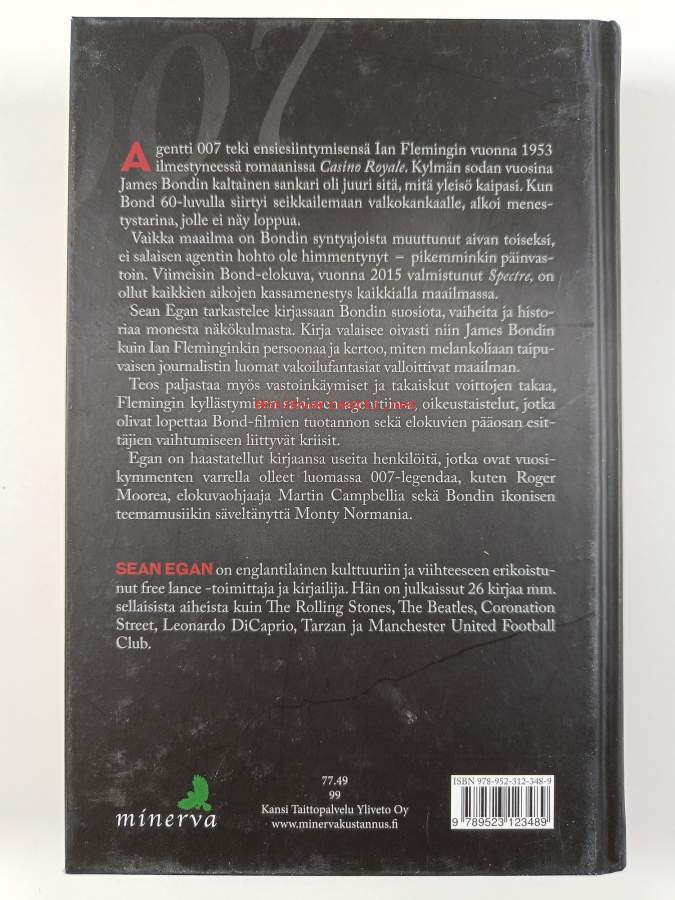 007
Agentti 007 teki ensiesiintymisensä Ian Flemingin vuonna 1953
ilmestyneessä romaanissa Casino Royale. Kylmän sodan vuosina
James Bondin kaltainen sankari oli juuri sitä, mitä yleisö kaipasi. Kun
Bond 60-luvulla siirtyi seikkailemaan valkokankaalle, alkoi menes-
tystarina, jolle ei näy loppua.
Vaikka maailma on Bondin syntyajoista muuttunut aivan toiseksi,
ei salaisen agentin hohto ole himmentynyt – pikemminkin päinvas-
toin. Viimeisin Bond-elokuva, vuonna 2015 valmistunut Spectre, on
ollut kaikkien aikojen kassamenestys kaikkialla maailmassa.
Sean Egan tarkastelee kirjassaan Bondin suosiota, vaiheita ja histo-
riaa monesta näkökulmasta. Kirja valaisee oivasti niin James Bondin
kuin Ian Fleminginkin persoonaa ja kertoo, miten melankoliaan taipu-
vaisen journalistin luomat vakoilufantasiat valloittivat maailman.
Teos paljastaa myös vastoinkäymiset ja takaiskut voittojen takaa,
Flemingin kyllästymisen salaiseen agenttiinsa, oikeustaistelut, jotka
olivat lopettaa Bond-filmien tuotannon sekä elokuvien pääosan esit-
täjien vaihtumiseen liittyvät kriisit.
Egan on haastatellut kirjaansa useita henkilöitä, jotka ovat vuosi-
kymmenten varrella olleet luomassa 007-legendaa, kuten Roger
Moorea, elokuvaohjaaja Martin Campbellia sekä Bondin ikonisen
teemamusiikin säveltänyttä Monty Normania.
SEAN EGAN on englantilainen kulttuuriin ja viihteeseen erikoistu-
nut free lance -toimittaja ja kirjailija. Hän on julkaissut 26 kirjaa mm.
sellaisista aiheista kuin The Rolling Stones, The Beatles, Coronation
Street, Leonardo DiCaprio, Tarzan ja Manchester United Football
Club.
minerva
77.49
99
Kansi Taittopalvelu Yliveto Oy
www.minervakustannus.fi
ISBN 978-952-312-348-9
9 789523 123489